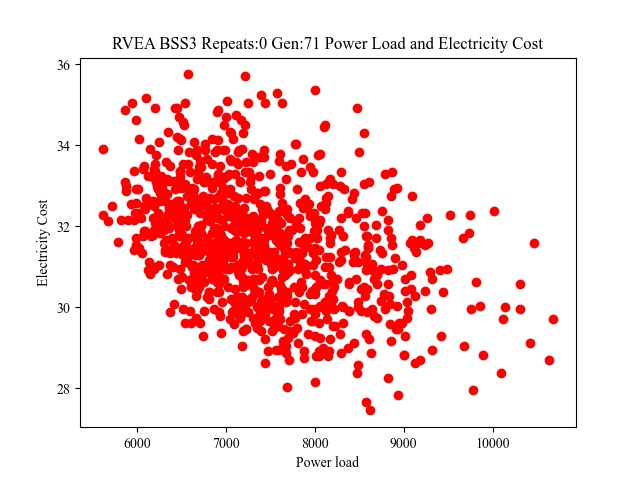 RVEA BSS3 Repeats:0 Gen:71 Power Load and Electricity Cost
36
34
32
30
28
Electricity Cost
6000 7000 8000 9000 10000
Power load